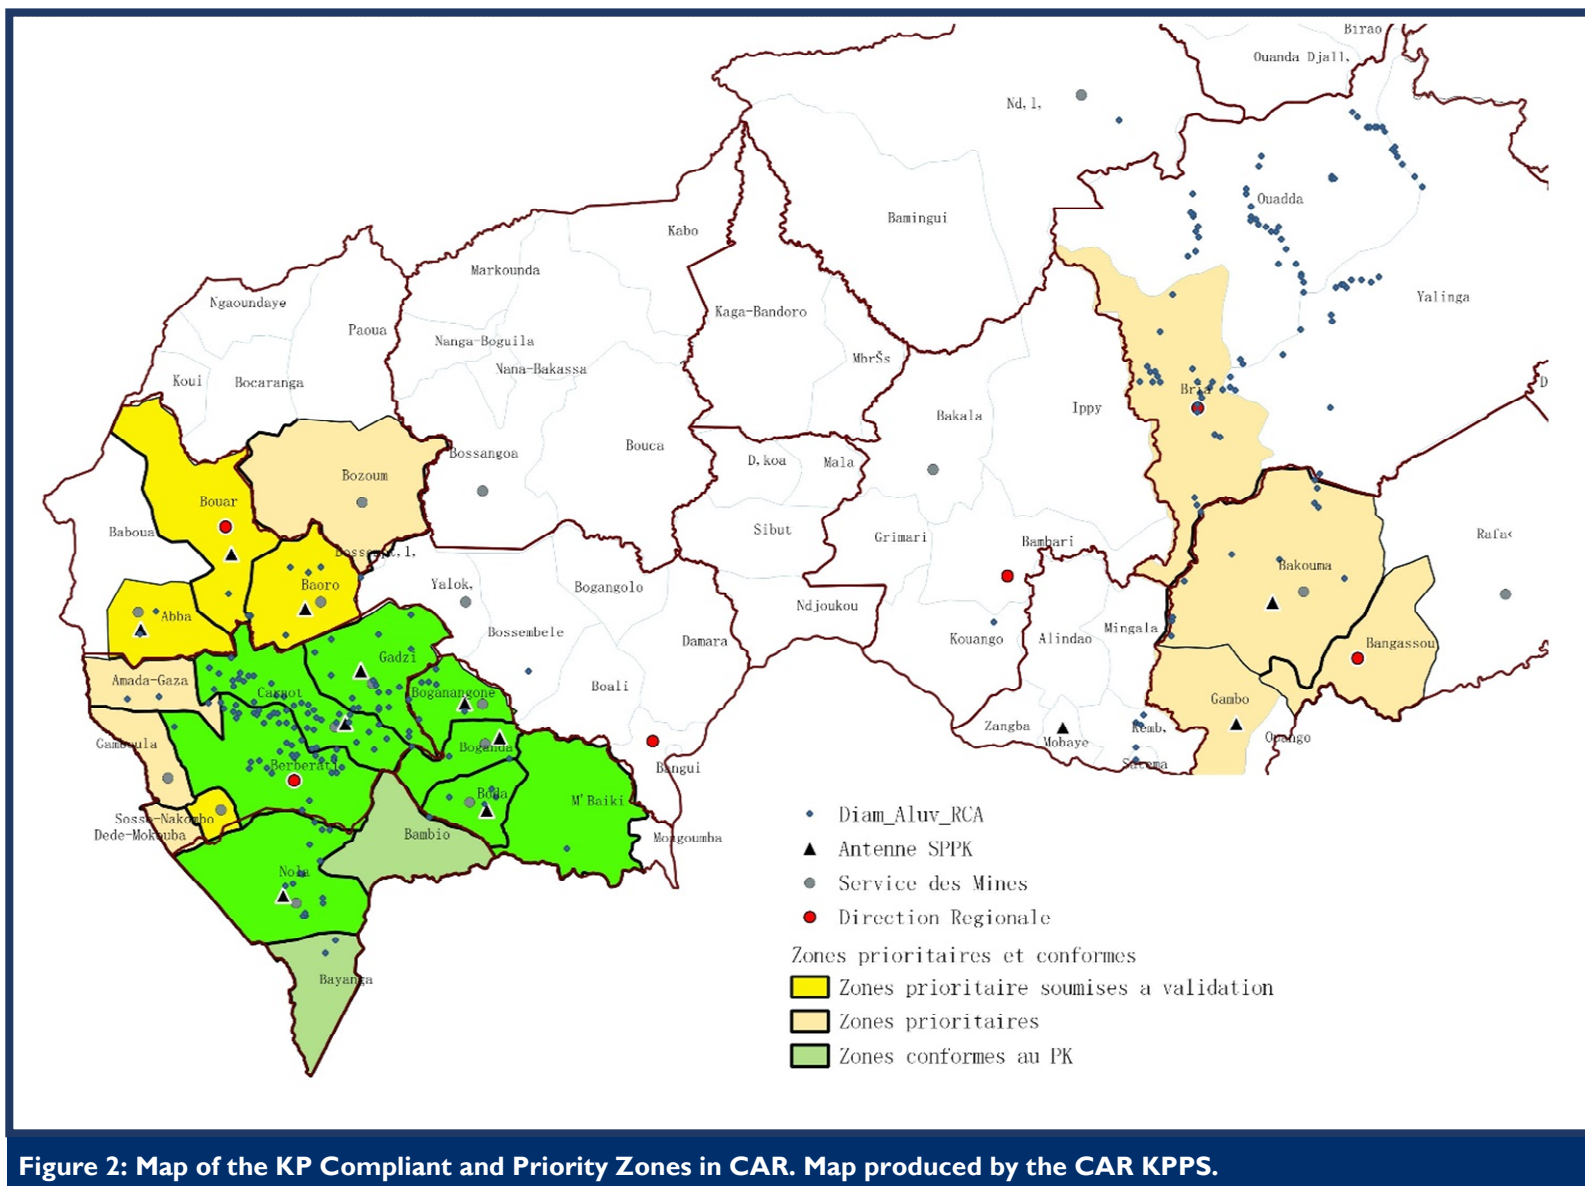 Birao
Ouanda Djall,
Nd,l,
Ouadda
Bamingui
Kabo
Markounda
Yalinga
Ngaoundaye
Kaga-Bandoro
Paoua
Nanga-Boguila
MbrŠs
Nana-Bakassa
Koui
Bocaranga
D
Bria
Ippy
Bakala
Bouca
Bossangoa
D,koa
Mala
Bozoum
Bouar
Baboua
Sibut
Grimari
Bambari
Rafa
Bossempt,l,
Bakouma
Baoro
Yalok,
Bogangolo
Ndjoukou
Abba
Bossembele
Damara
Kouango
Alindao
Mingala
Bangassou
Gadzi
Amada-Gaza
Carnot
Boganangone
Boali
Gambo
Zangba
Mobaye
Kemb,
Ouango
Gamboula
Boganda
Satema
Berberati
Bangui
Boda
M'Baiki
Sosso-Nakombo
Dede-Mokouba
Bambio
Mongoumba
Nola
Bayanga
Diam_Aluv_RCA
Antenne SPPK
Service des Mines
Direction Regionale
Zones prioritaires et conformes
Zones prioritaire soumises a validation
Zones prioritaires
Zones conformes au PK
Figure 2: Map of the KP Compliant and Priority Zones in CAR. Map produced by the CAR KPPS.